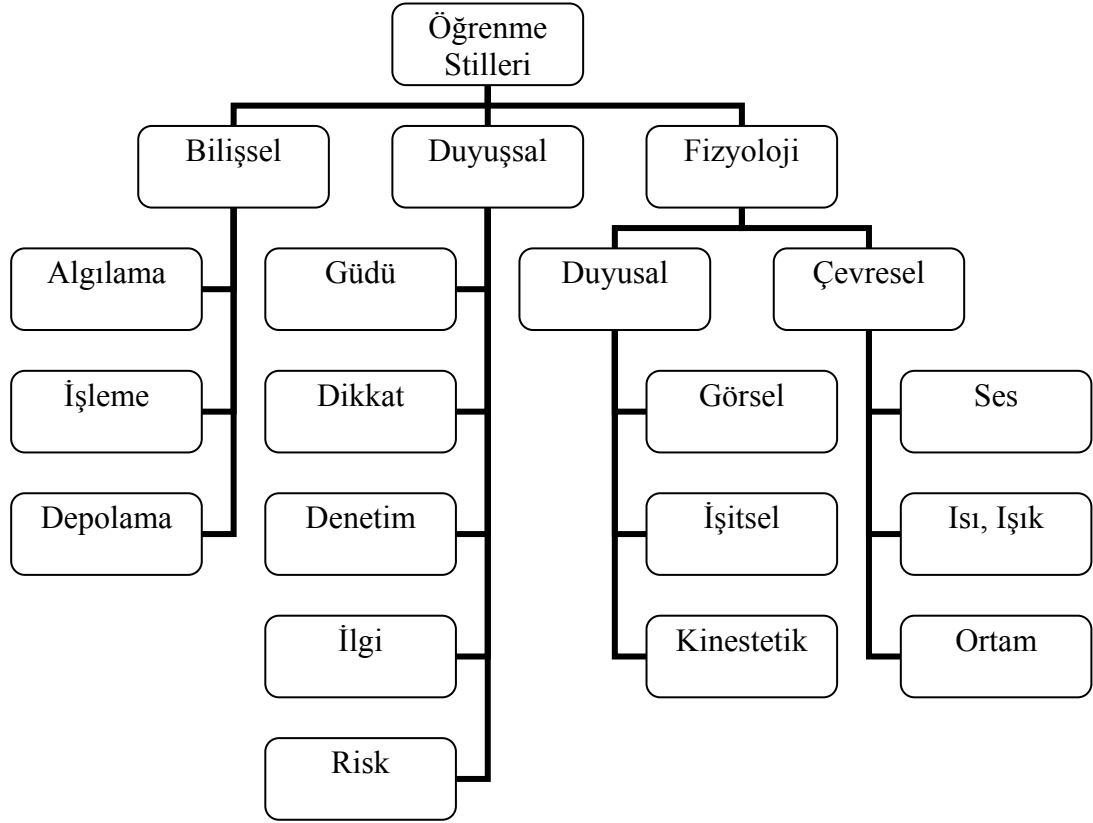 Öğrenme
Stilleri
Bilişsel
Duyuşsal
Fizyoloji
Algılama
Güdü
Duyusal
Çevresel
İşleme
Dikkat
Görsel
Ses
Depolama
Denetim
İşitsel
Isı, Işık
İlgi
Kinestetik
Ortam
Risk